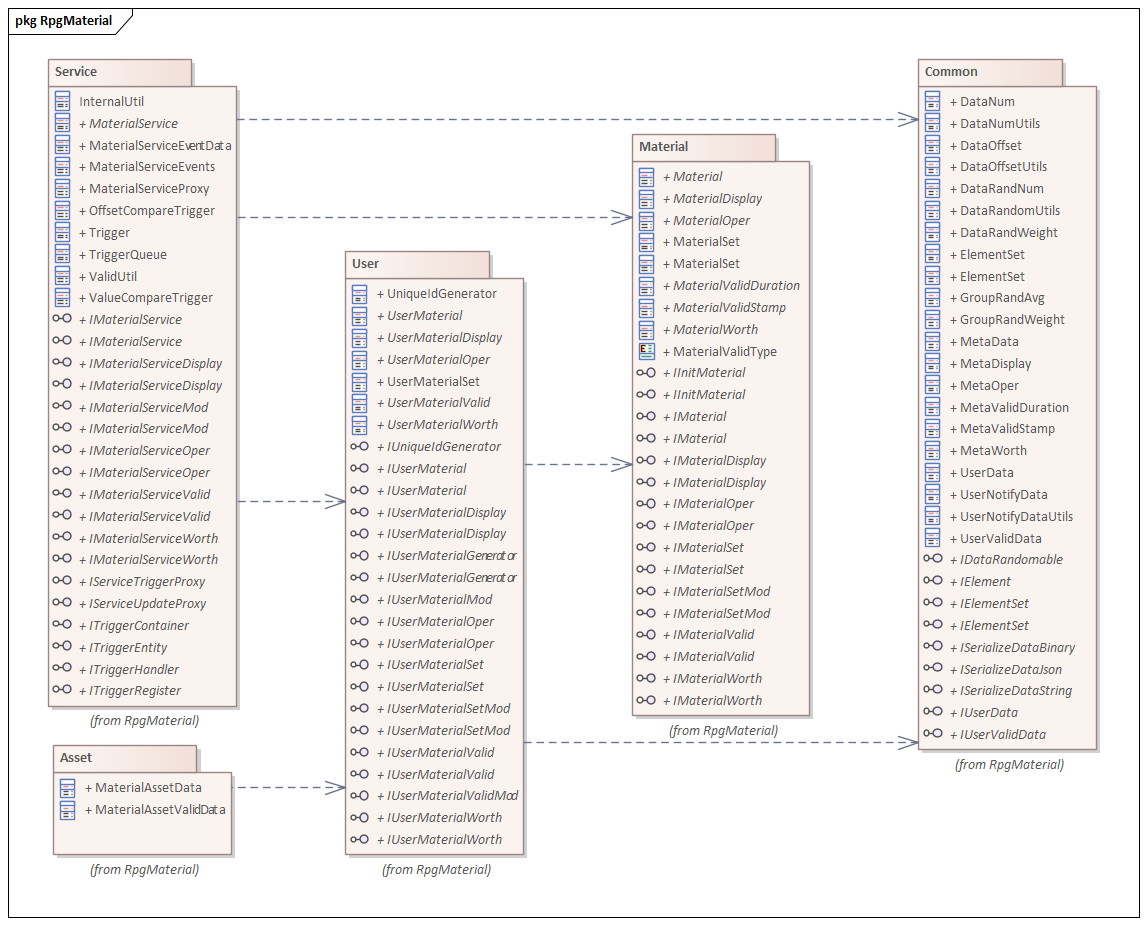 pkg RpgMaterial
Service
InternalUtil
+ MaterialService
+ MaterialServiceEventData
+ MaterialServiceEvents
+ MaterialServiceProxy
+ OffsetCompareTrigger
+ Trigger
+ TriggerQueue
+ ValidUtil
+ ValueCompareTrigger
+ IMaterialService
+ IMaterialService
+ IMaterialServiceDisplay
+ IMaterialServiceDisplay
+ IMaterialServiceMod
+ IMaterialServiceMod
+ IMaterialServiceOper
+ IMaterialServiceOper
+ IMaterialServiceValid
+ IMaterialServiceValid
+ IMaterialServiceWorth
+ IMaterialServiceWorth
+ IServiceTriggerProxy
+ IServiceUpdateProxy
+ ITriggerContainer
+ ITriggerEntity
+ ITriggerHandler
+ ITriggerRegister
(from RpgMaterial)
Asset
+ MaterialAssetData
+ MaterialAssetValidData
(from RpgMaterial)
User
+ UniqueIdGenerator
+ UserMaterial
+ UserMaterialDisplay
+ UserMaterialOper
+ UserMaterialSet
+ UserMaterialValid
+ UserMaterialWorth
+ IUniqueIdGenerator
+ IUserMaterial
+ IUserMaterial
+ IUserMaterialDisplay
+ IUserMaterialDisplay
+ IUserMaterialGenerator
+ IUserMaterialGenerator
+ IUserMaterialMod
+ IUserMaterialOper
+ IUserMaterialOper
+ IUserMaterialSet
+ IUserMaterialSet
+ IUserMaterialSetMod
+ IUserMaterialSetMod
+ IUserMaterialValid
+ IUserMaterialValid
+ IUserMaterialValidMod
+ IUserMaterialWorth
+ IUserMaterialWorth
(from RpgMaterial)
Material
+ Material
+ MaterialDisplay
+ MaterialOper
+ MaterialSet
+ MaterialSet
+ MaterialValidDuration
+ MaterialValidStamp
+ MaterialWorth
E
+ MaterialValidType
+ IInitMaterial
+ IInitMaterial
+ IMaterial
+ IMaterial
+ IMaterialDisplay
+ IMaterialDisplay
+ IMaterialOper
+ IMaterialOper
+ IMaterialSet
+ IMaterialSet
+ IMaterialSetMod
+ IMaterialSetMod
+ IMaterialValid
+ IMaterialValid
+ IMaterialWorth
+ IMaterialWorth
(from RpgMaterial)
Common
+ DataNum
+ DataNumUtils
+ DataOffset
+ DataOffsetUtils
+ DataRandNum
+ DataRandomUtils
+ DataRandWeight
+ ElementSet
+ ElementSet
+ GroupRandAvg
+ GroupRandWeight
+ MetaData
+ MetaDisplay
+ MetaOper
+ MetaValidDuration
+ MetaValidStamp
+ MetaWorth
+ UserData
+ UserNotifyData
+ UserNotifyDataUtils
+ UserValidData
+ IDataRandomable
+ IElement
+ IElementSet
+ IElementSet
+ ISerializeDataBinary
+ ISerializeDataJson
+ ISerializeDataString
+ IUserData
+ IUserValidData
(from RpgMaterial)